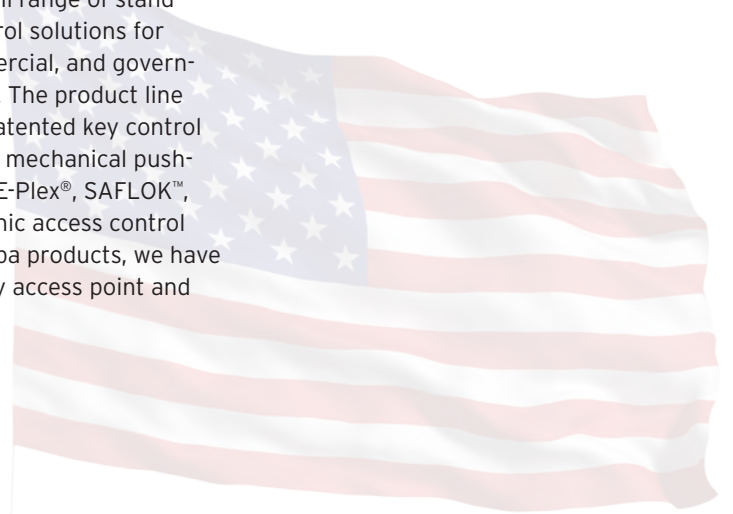 range of stand
rol solutions for
ercial, and govern-
The product line
atented key control
mechanical push-
E-Plex®, SAFLOK™,
nic access control
ba products, we have
y access point and